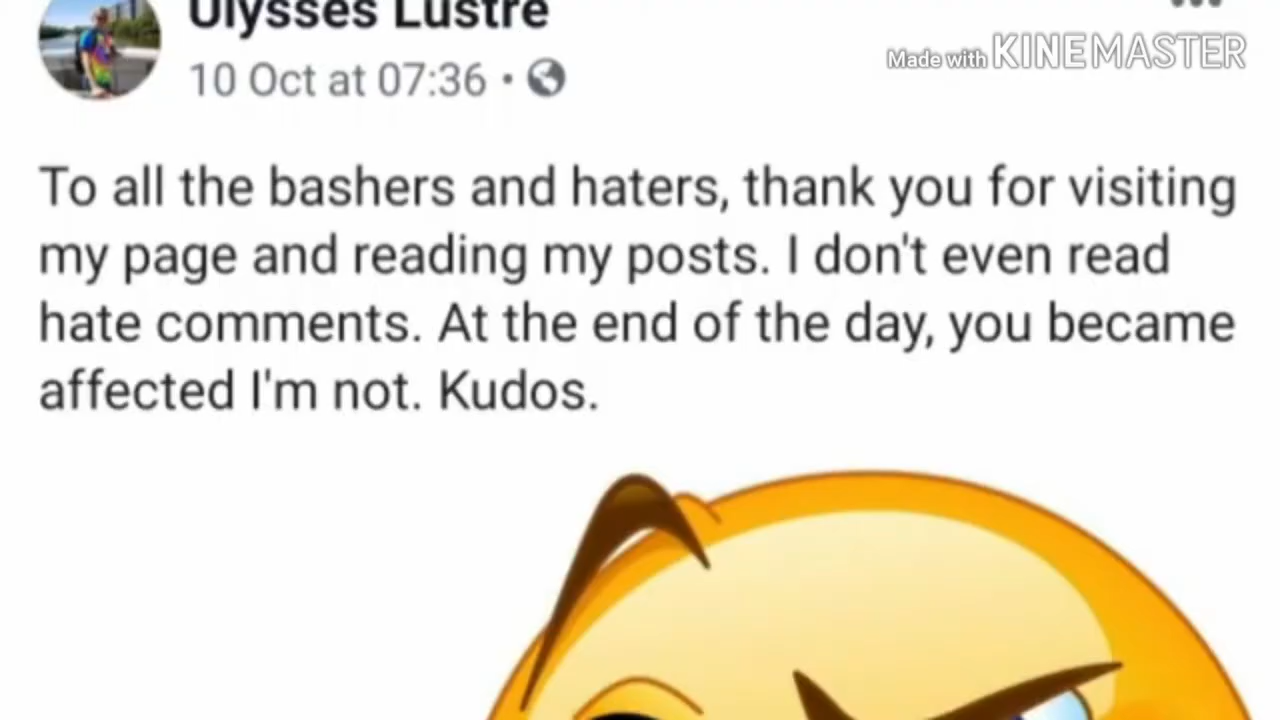 Ulysses Lustre
Made with KINEMASTER
10 Oct at 07:36 •
To all the bashers and haters, thank you for visiting
my page and reading my posts. I don't even read
hate comments. At the end of the day, you became
affected I'm not. Kudos.